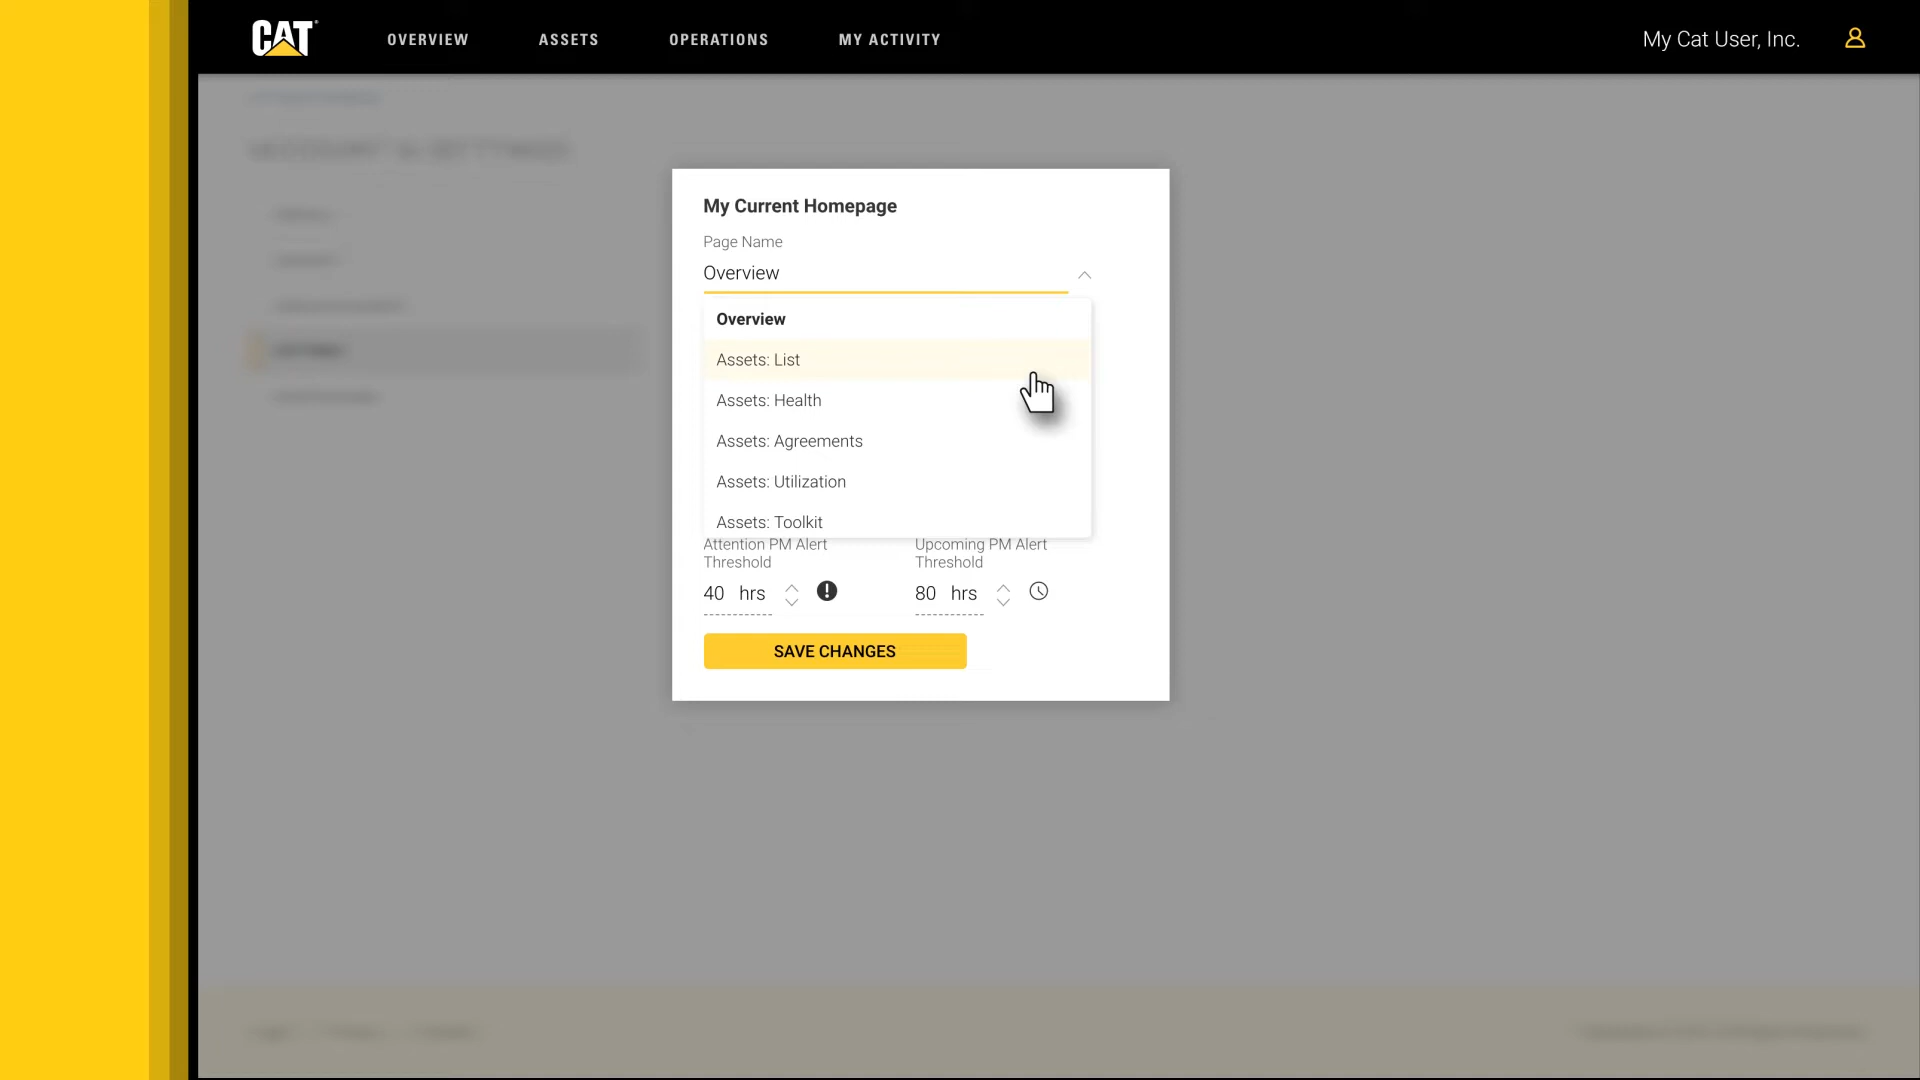 CAT OVERVIEW ASSETS OPERATIONS MY ACTIVITY My Cat User, Inc.
My Current Homepage
Page Name
Overview
Overview
Assets: List
Assets: Health
Assets: Agreements
Assets: Utilization
Assets: Toolkit
Attention PM Alert
Threshold
Upcoming PM Alert
Threshold
40 hrs
80 hrs
SAVE CHANGES